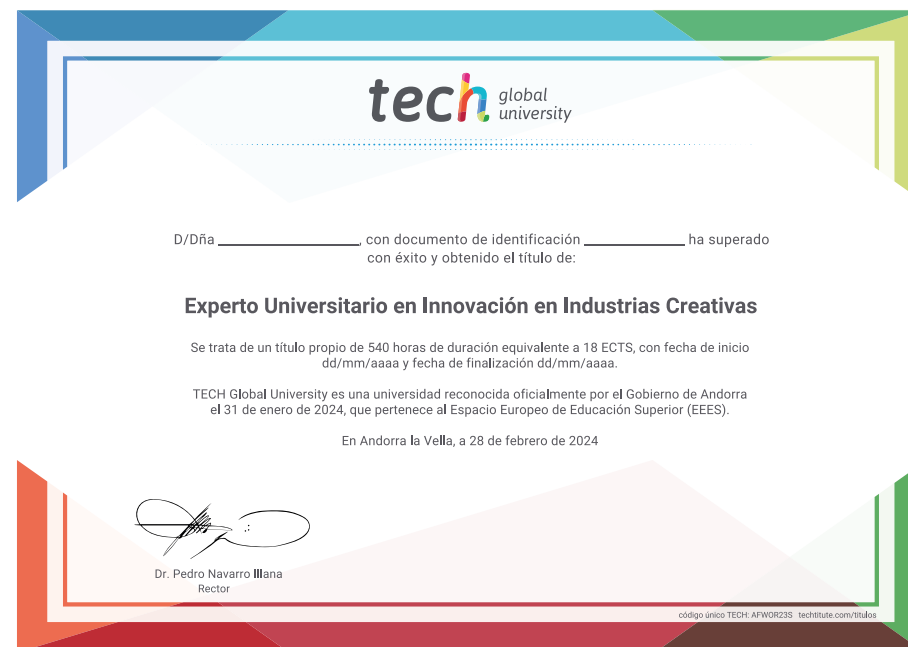 tech global university
D/Dña ____________________, con documento de identificación ______________ ha superado
con éxito y obtenido el título de:
Experto Universitario en Innovación en Industrias Creativas
Se trata de un título propio de 540 horas de duración equivalente a 18 ECTS, con fecha de inicio
dd/mm/aaaa y fecha de finalización dd/mm/aaaa.
TECH Global University es una universidad reconocida oficialmente por el Gobierno de Andorra
el 31 de enero de 2024, que pertenece al Espacio Europeo de Educación Superior (EEES).
En Andorra la Vella, a 28 de febrero de 2024
Dr. Pedro Navarro Illana
Rector
código único TECH: AFWOR23S techtitute.com/titulos